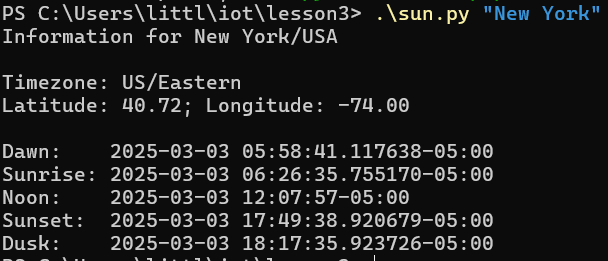 PS C:\Users\littl\iot\lesson3> .\sun.py "New York"
Information for New York/USA
Timezone: US/Eastern
Latitude: 40.72; Longitude: -74.00
Dawn:    2025-03-03 05:58:41.117638-05:00
Sunrise: 2025-03-03 06:26:35.755170-05:00
Noon:    2025-03-03 12:07:57-05:00
Sunset:  2025-03-03 17:49:38.920679-05:00
Dusk:    2025-03-03 18:17:35.923726-05:00